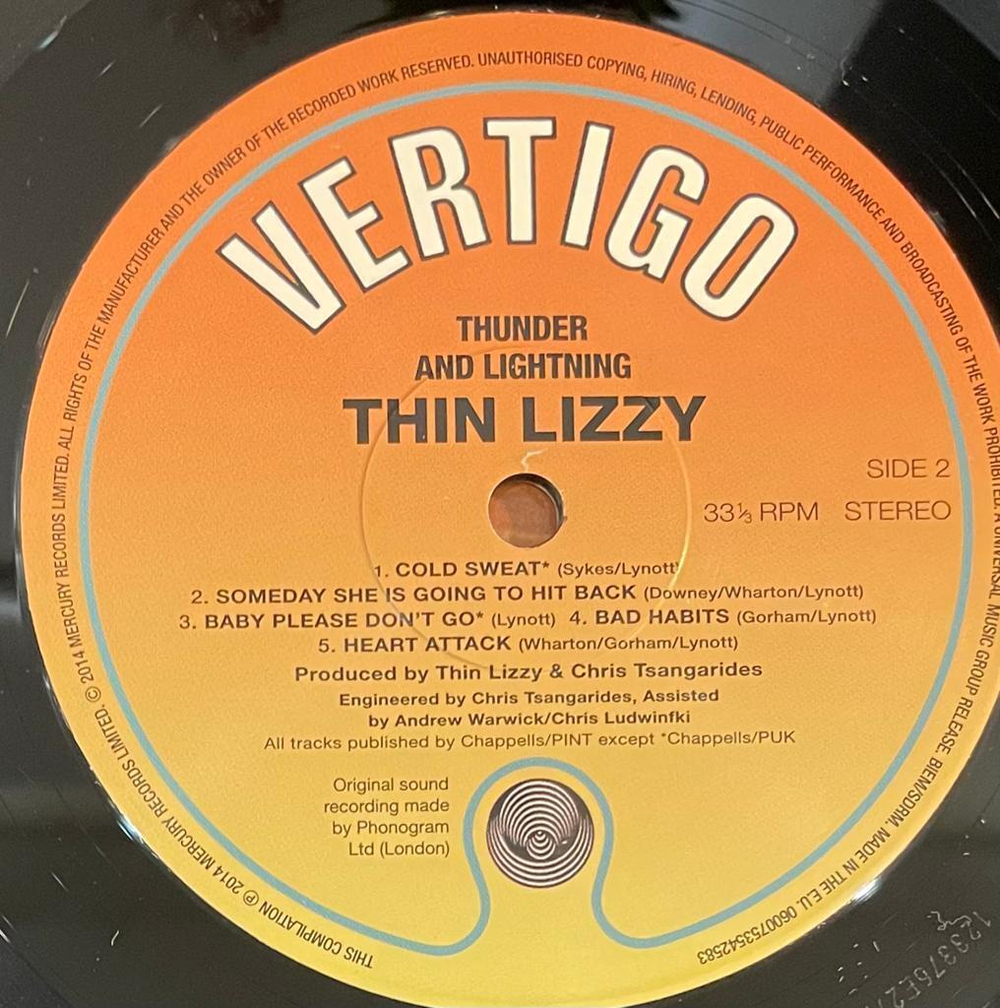 VERTIGO
THUNDER
AND LIGHTNING
THIN LIZZY
SIDE 2
33⅓ RPM STEREO
1. COLD SWEAT* (Sykes/Lynott)
2. SOMEDAY SHE IS GOING TO HIT BACK (Downey/Wharton/Lynott)
3. BABY PLEASE DON'T GO* (Lynott) 4. BAD HABITS (Gorham/Lynott)
5. HEART ATTACK (Wharton/Gorham/Lynott)
Produced by Thin Lizzy & Chris Tsangarides
Engineered by Chris Tsangarides, Assisted
by Andrew Warwick/Chris Ludwinfki
All tracks published by Chappells/PINT except *Chappells/PUK
Original sound
recording made
by Phonogram
Ltd (London)
THIS COMPILATION ℗ 2014 MERCURY RECORDS LIMITED. © 2014 MERCURY RECORDS LIMITED. ALL RIGHTS OF THE MANUFACTURER AND THE OWNER OF THE RECORDED WORK RESERVED. UNAUTHORISED COPYING, HIRING, LENDING, PUBLIC PERFORMANCE AND BROADCASTING OF THE WORK PROHIBITED. A UNIVERSAL MUSIC GROUP RELEASE. BIEM/SDRM. MADE IN THE E.U. 0600753542583